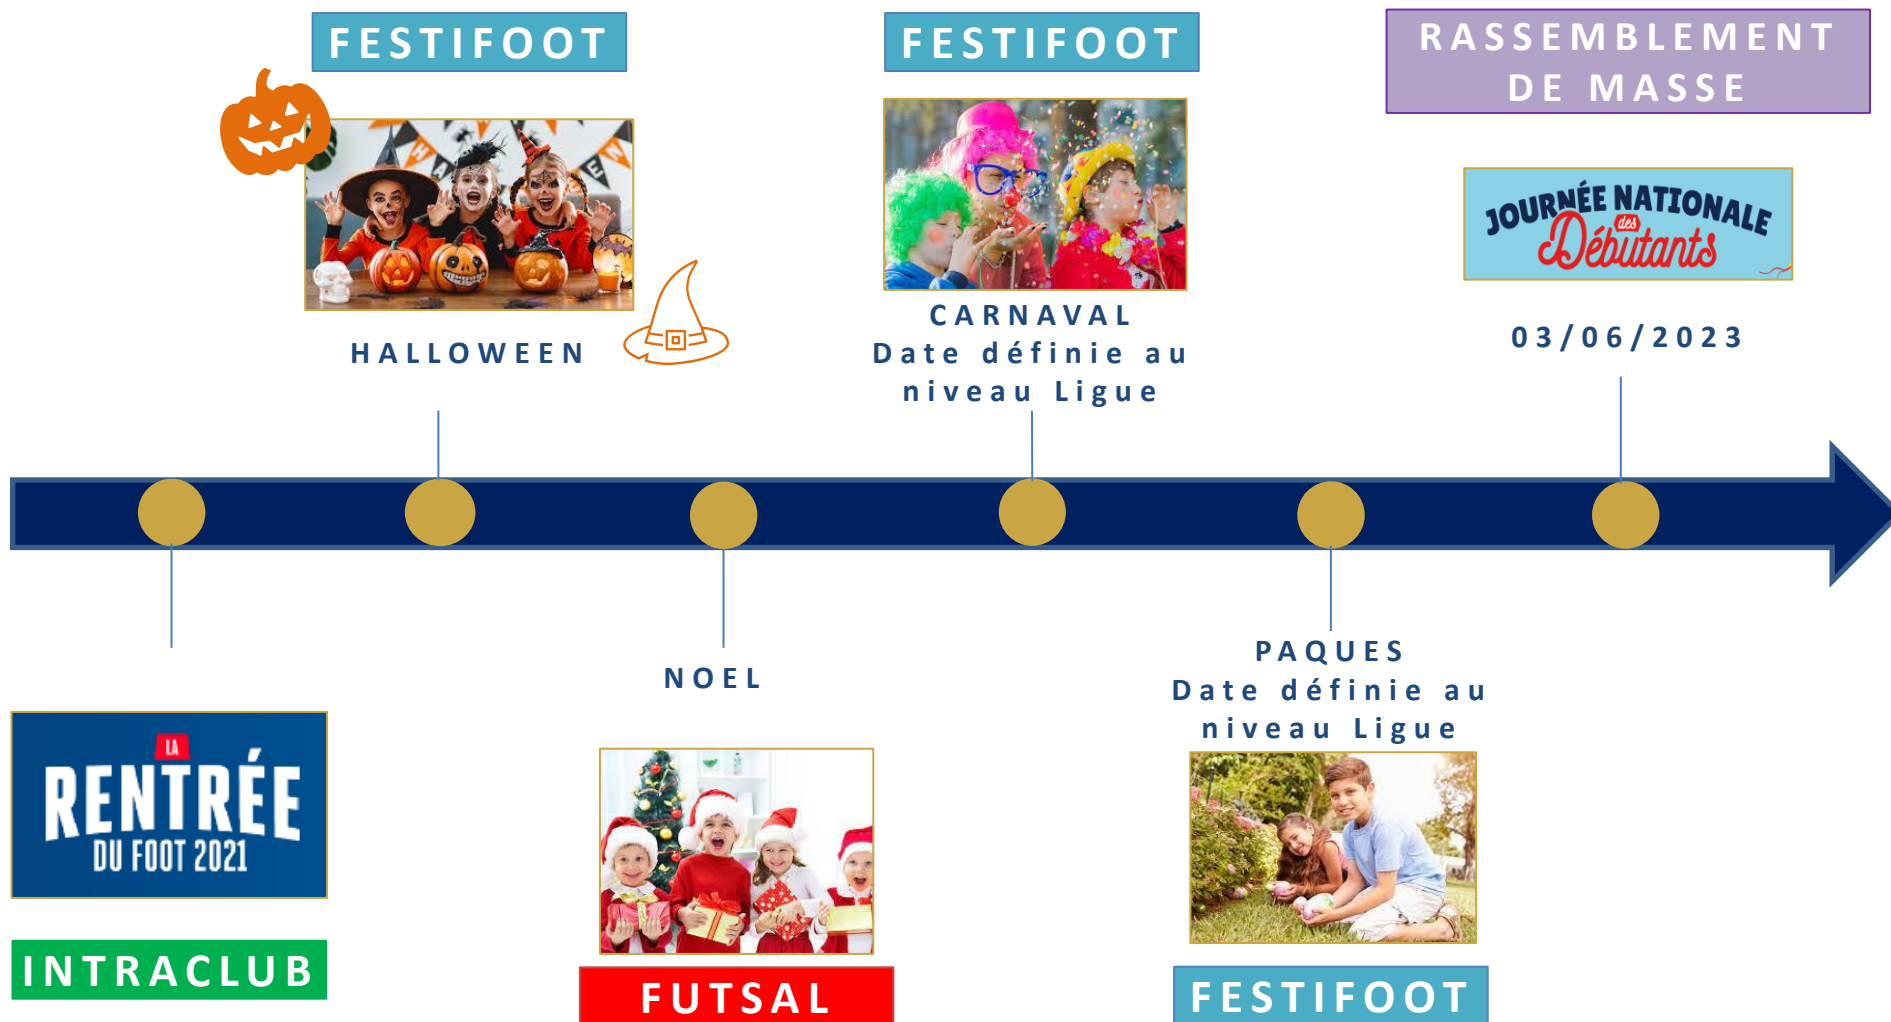 FESTIFOOT
HALLOWEEN
FESTIFOOT
CARNAVAL
Date définie au
niveau Ligue
RASSEMBLEMENT
DE MASSE
JOURNÉE NATIONALE
des
Débutants
03/06/2023
LA
RENTRÉE
DU FOOT 2021
INTRACLUB
NOEL
FUTSAL
PAQUES
Date définie au
niveau Ligue
FESTIFOOT